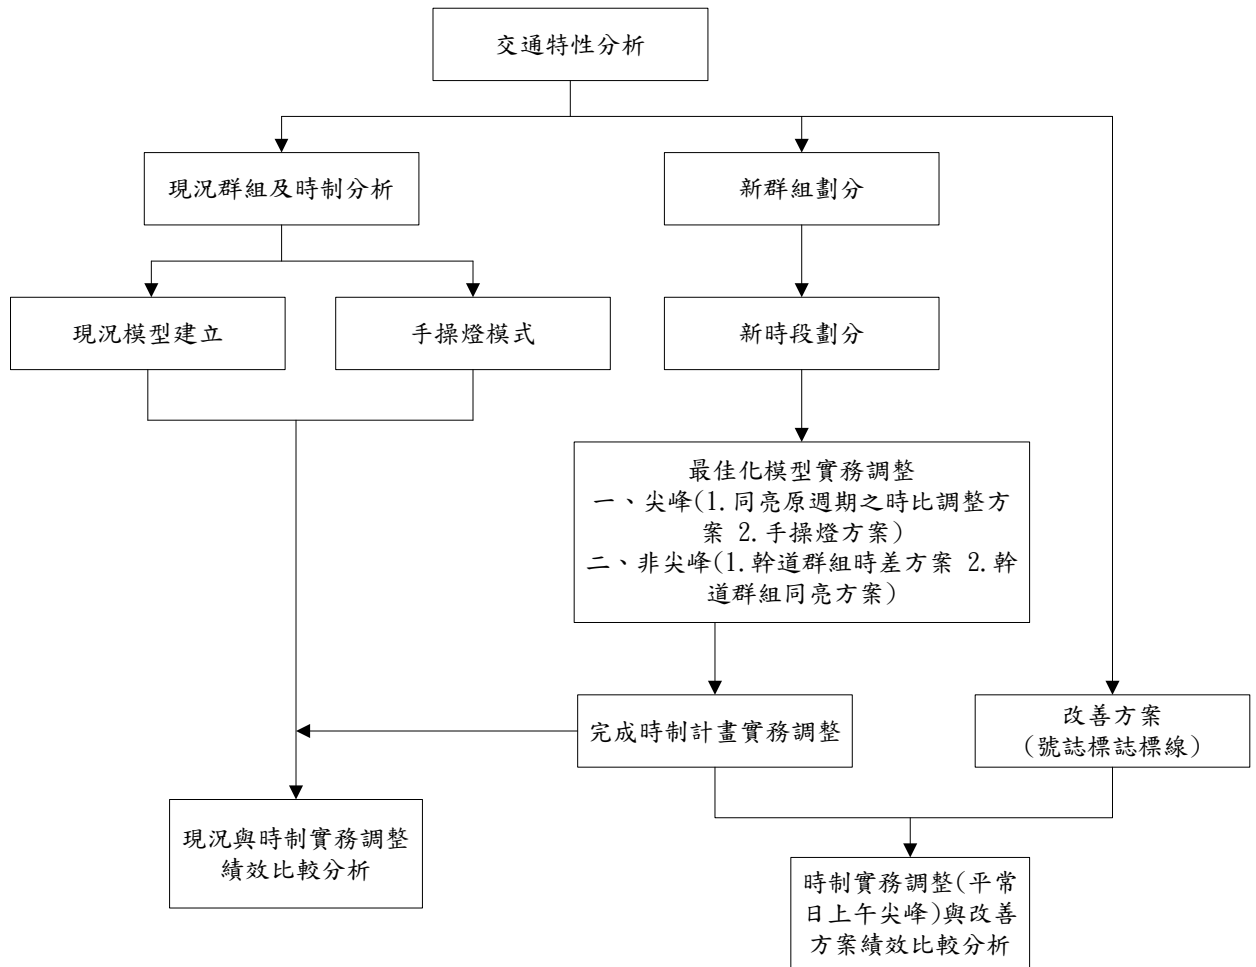 交通特性分析
現況群組及時制分析
新群組劃分
現況模型建立
手操燈模式
新時段劃分
最佳化模型實務調整
一、尖峰(1.同亮原週期之時比調整方
案 2.手操燈方案)
二、非尖峰(1.幹道群組時差方案 2.幹
道群組同亮方案)
完成時制計畫實務調整
改善方案
(號誌標誌標線)
現況與時制實務調整
績效比較分析
時制實務調整(平常
日上午尖峰)與改善
方案績效比較分析